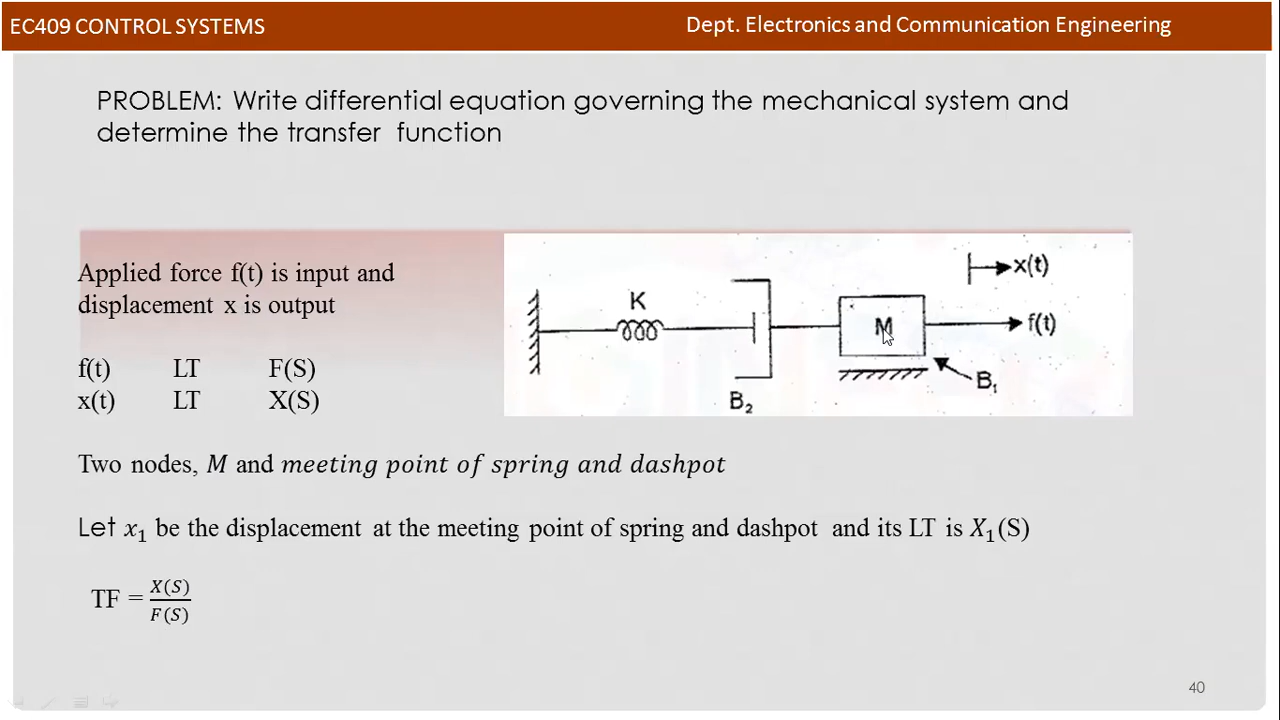 EC409 CONTROL SYSTEMS
Dept. Electronics and Communication Engineering
PROBLEM: Write differential equation governing the mechanical system and
determine the transfer function
Applied force f(t) is input and
displacement x is output
f(t) LT F(S)
x(t) LT X(S)
K
B₂
M
x(t)
f(t)
B₁
Two nodes, M and meeting point of spring and dashpot
Let x₁ be the displacement at the meeting point of spring and dashpot and its LT is X₁(S)
TF = X(S)/F(S)
40